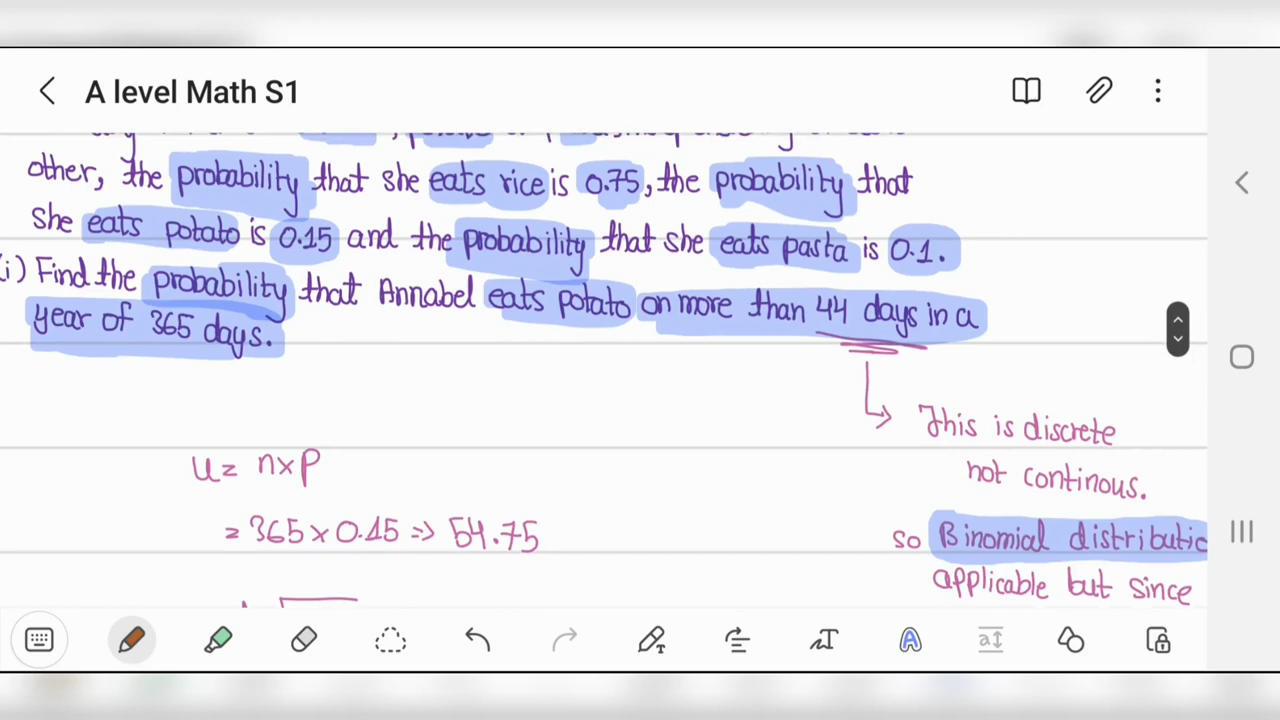 A level Math S1
other, the probability that she eats rice is 0.75, the probability that
she eats potato is 0.15 and the probability that she eats pasta is 0.1.
(i) Find the probability that Annabel eats potato on more than 44 days in a
year of 365 days.
This is discrete
not continous.
u = n×p
= 365 × 0.15 => 54.75
so Binomial distributio
applicable but since